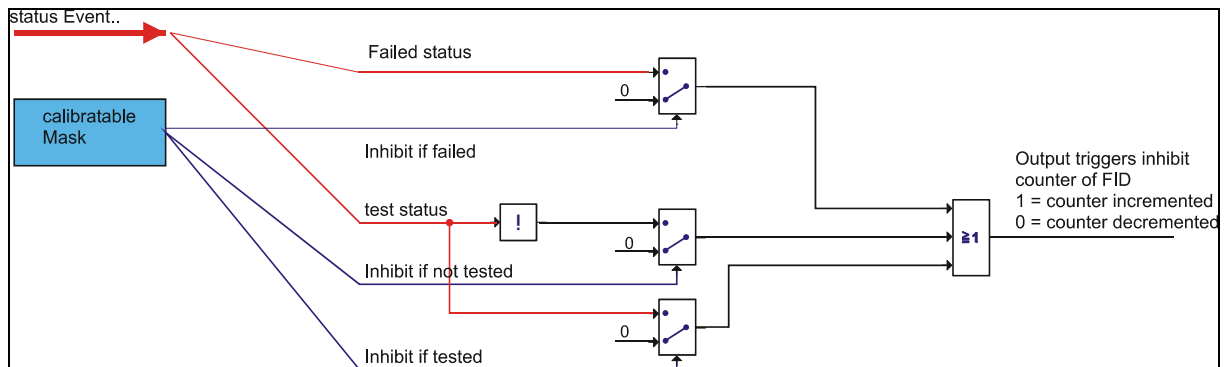 status Event..
Failed status
0
calibratable
Mask
Inhibit if failed
Output triggers inhibit
counter of FID
1 = counter incremented
0 = counter decremented
test status
!
0
≧1
Inhibit if not tested
0
Inhibit if tested